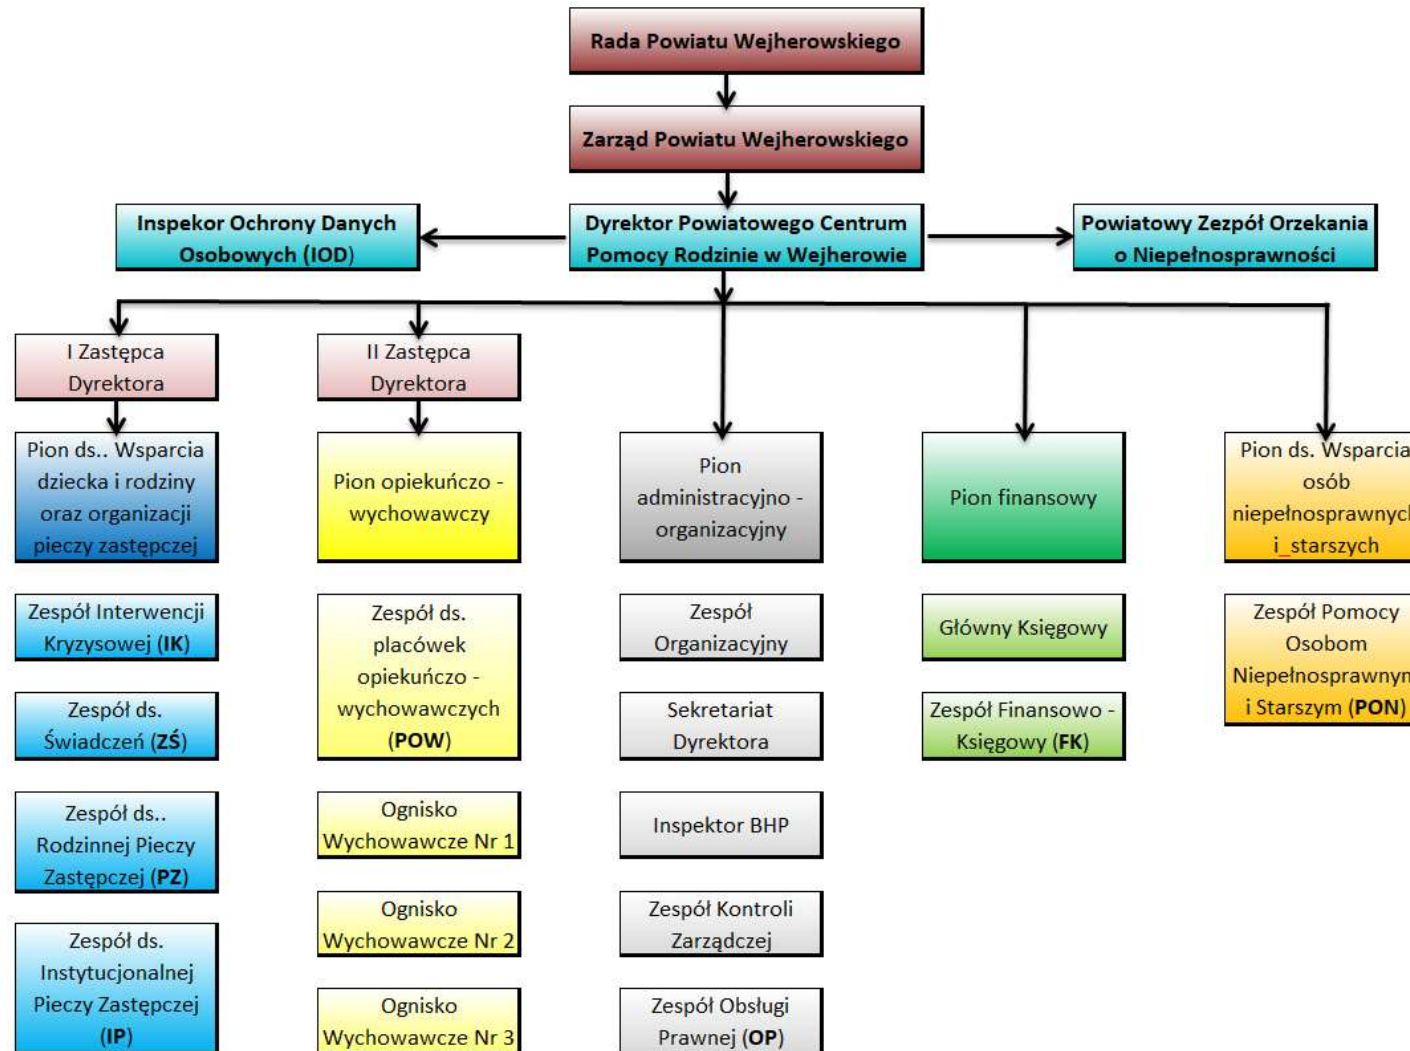 Rada Powiatu Wejherowskiego
Zarząd Powiatu Wejherowskiego
Inspekor Ochrony Danych
Osobowych (IOD)
Dyrektor Powiatowego Centrum
Pomocy Rodzinie w Wejherowie
Powiatowy Zezpół Orzekania
o Niepełnosprawności
I Zastępca
Dyrektora
II Zastępca
Dyrektora
Pion ds.. Wsparcia
dziecka i rodziny
oraz organizacji
pieczy zastępczej
Pion opiekuńczo -
wychowawczy
Pion
administracyjno -
organizacyjny
Pion finansowy
Pion ds. Wsparcia
osób
niepełnosprawnych
i_starszych
Zespół Interwencji
Kryzysowej (IK)
Zespół ds.
Świadczeń (ZŚ)
Zespół ds..
Rodzinnej Pieczy
Zastępczej (PZ)
Zespół ds.
Instytucjonalnej
Pieczy Zastępczej
(IP)
Zespół ds.
placówek
opiekuńczo -
wychowawczych
(POW)
Ognisko
Wychowawcze Nr 1
Ognisko
Wychowawcze Nr 2
Ognisko
Wychowawcze Nr 3
Zespół
Organizacyjny
Sekretariat
Dyrektora
Inspektor BHP
Zespół Kontroli
Zarządczej
Zespół Obsługi
Prawnej (OP)
Główny Księgowy
Zespół Finansowo -
Księgowy (FK)
Zespół Pomocy
Osobom
Niepełnosprawnym
i Starszym (PON)